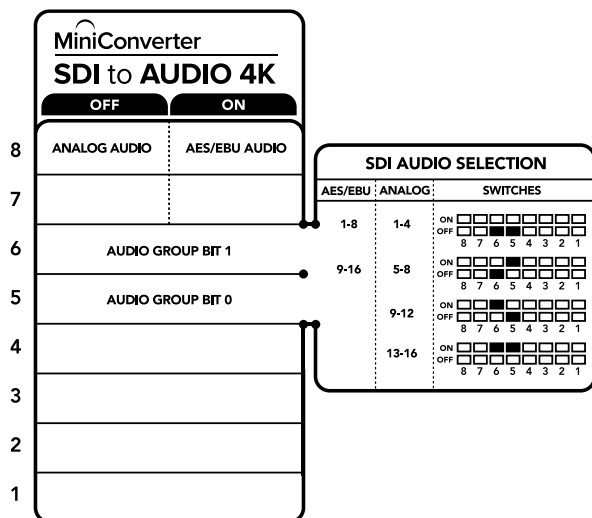 MiniConverter
SDI to AUDIO 4K
OFF ON
8 ANALOG AUDIO AES/EBU AUDIO
7
6 AUDIO GROUP BIT 1
5 AUDIO GROUP BIT 0
4
3
2
1
SDI AUDIO SELECTION
AES/EBU ANALOG SWITCHES
1-8 1-4 ON
OFF
8 7 6 5 4 3 2 1
9-16 5-8 ON
OFF
8 7 6 5 4 3 2 1
9-12 ON
OFF
8 7 6 5 4 3 2 1
13-16 ON
OFF
8 7 6 5 4 3 2 1